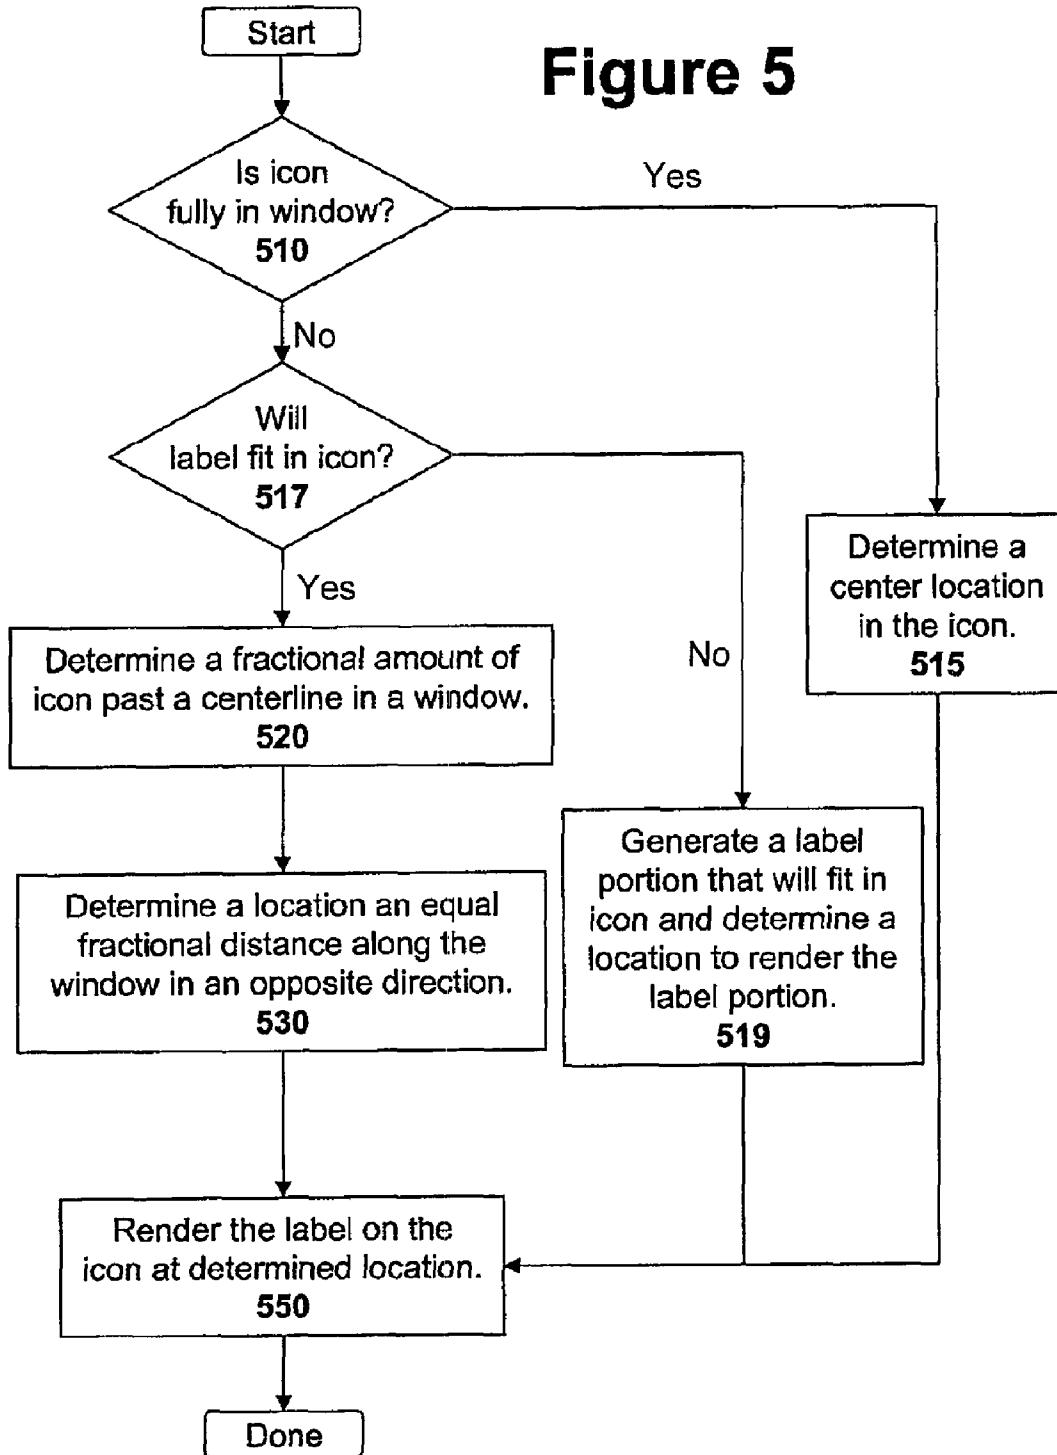 Start
Figure 5
Is icon
fully in window?
510
Yes
No
Will
label fit in icon?
517
Yes
No
Determine a
center location
in the icon.
515
Determine a fractional amount of
icon past a centerline in a window.
520
Generate a label
portion that will fit in
icon and determine a
location to render the
label portion.
519
Determine a location an equal
fractional distance along the
window in an opposite direction.
530
Render the label on the
icon at determined location.
550
Done